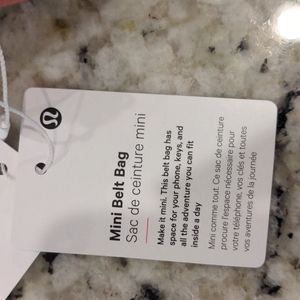 Mini Belt Bag
Sac de ceinture mini
Make it mini. This belt bag has
space for your phone, keys, and
all the adventure you can fit
inside a day
Mini comme tout. Ce sac de ceinture
procure l'espace nécessaire pour
votre téléphone, vos clés et toutes
vos aventures de la journée